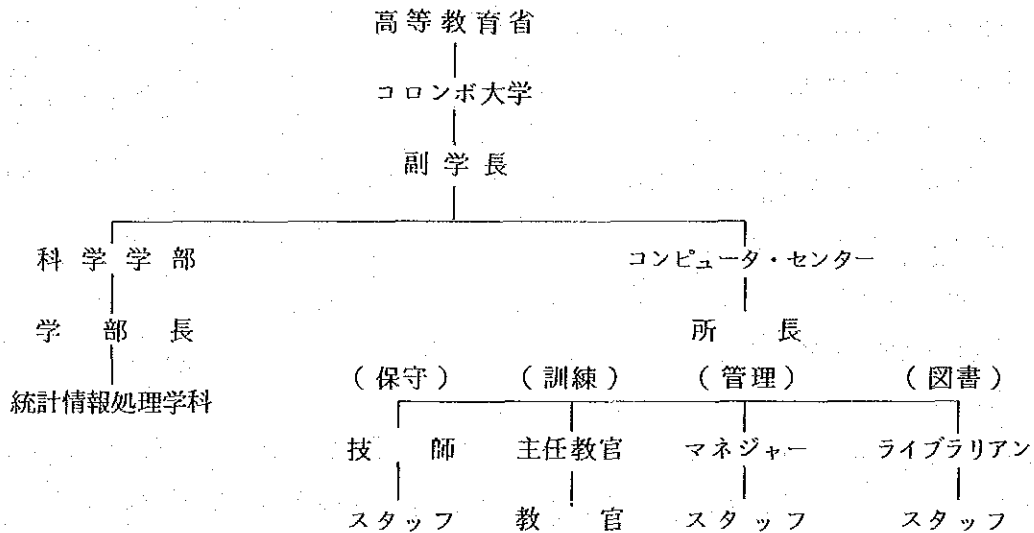 高等教育省
コロンボ大学
副学長
科学学部 コンピュータ・センター
学部長 所長
(保守) (訓練) (管理) (図書)
統計情報処理学科
技師 主任教官 マネジャー ライブラリアン
スタッフ 教官 スタッフ スタッフ